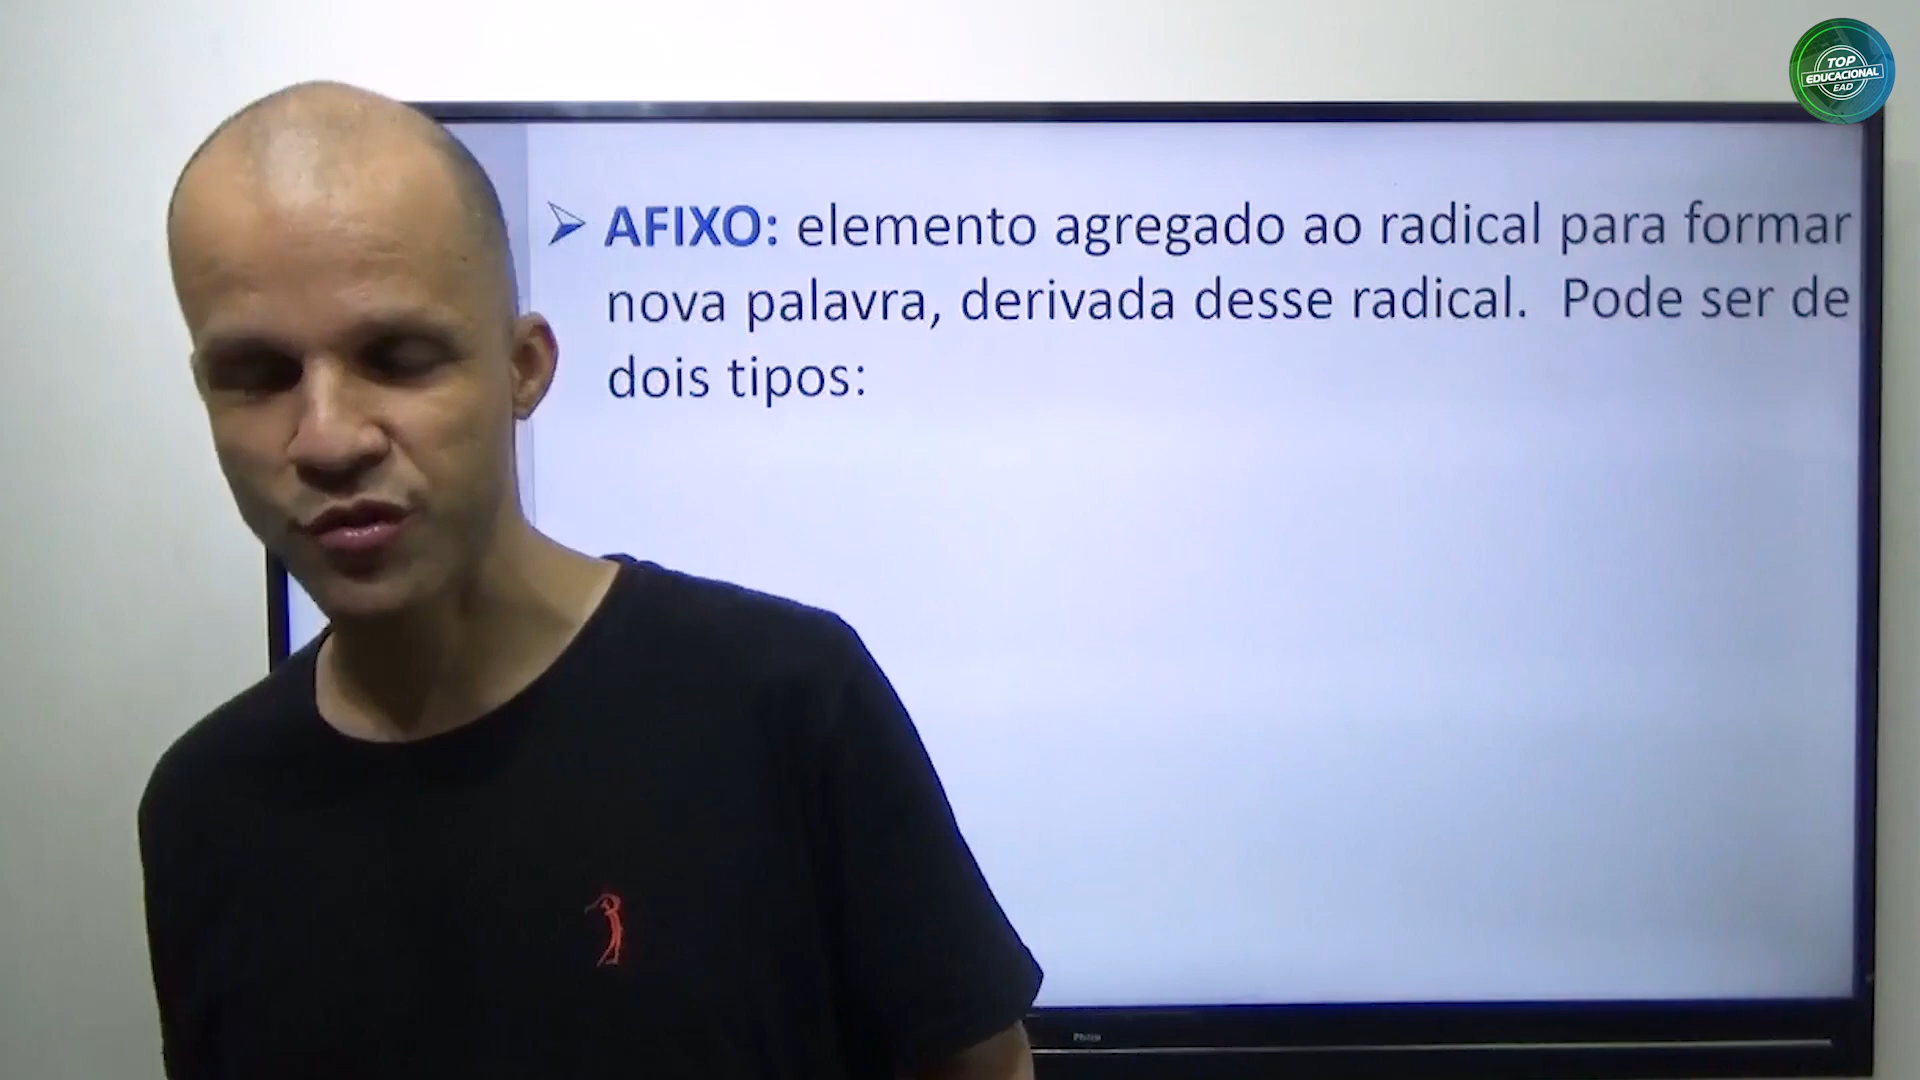 TOP
EDUCACIONAL
EAD
➢ AFIXO: elemento agregado ao radical para formar
nova palavra, derivada desse radical. Pode ser de
dois tipos:
Philco